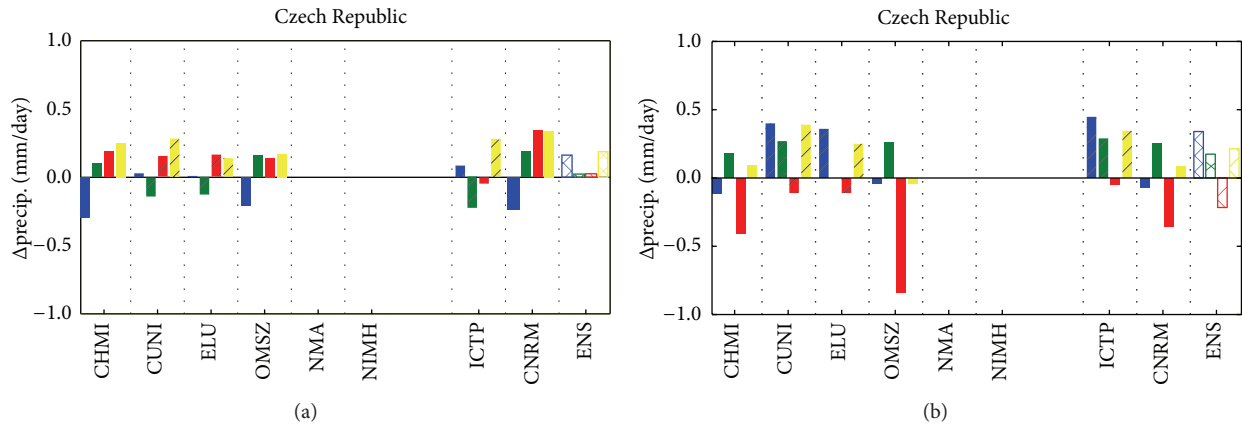 Czech Republic
1.0
0.5
0.0
−0.5
−1.0
Δprecip. (mm/day)
CHMI
CUNI
ELU
OMSZ
NMA
NIMH
ICTP
CNRM
ENS
(a)
Czech Republic
1.0
0.5
0.0
−0.5
−1.0
Δprecip. (mm/day)
CHMI
CUNI
ELU
OMSZ
NMA
NIMH
ICTP
CNRM
ENS
(b)